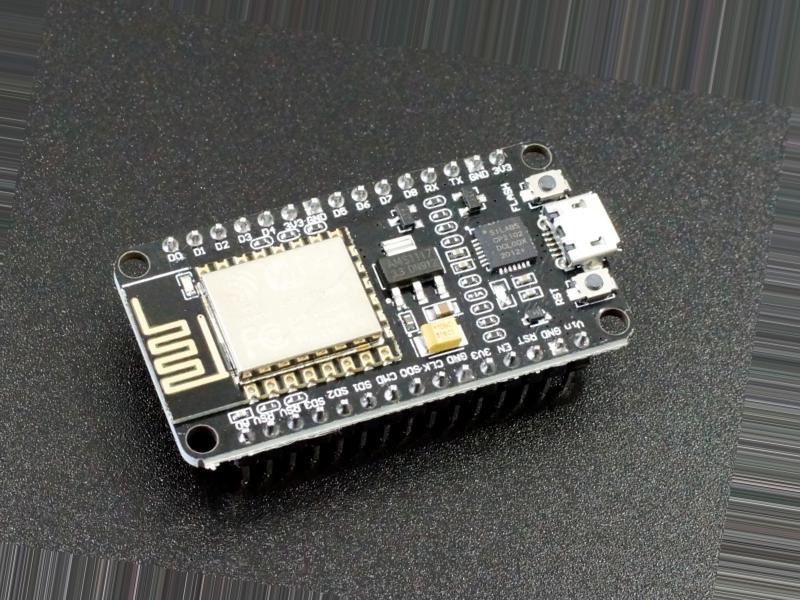 D0 D1 D2 D3 D4 3V3 GND D5 D6 D7 D8 RX TX GND 3V3
FLASH
SILABS
CP2102
RST
A0 RSV RSV SD3 SD2 SD1 CMD SD0 CLK GND 3V3 EN RST GND Vin